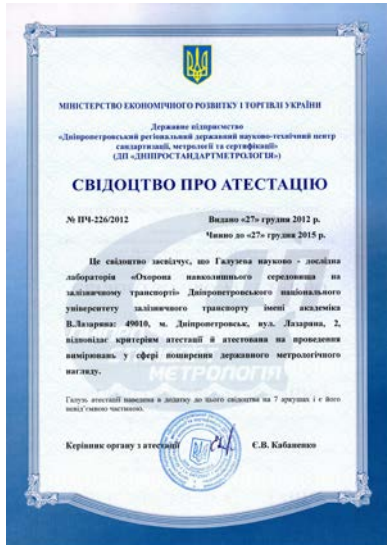 МІНІСТЕРСТВО ЕКОНОМІЧНОГО РОЗВИТКУ І ТОРГІВЛІ УКРАЇНИ
Державне підприємство
«Дніпропетровський регіональний державний науково-технічний центр
стандартизації, метрології та сертифікації»
(ДП «ДНІПРОСТАНДАРТМЕТРОЛОГІЯ»)
СВІДОЦТВО ПРО АТЕСТАЦІЮ
№ ПЧ-226/2012
Видано «27» грудня 2012 р.
Чинно до «27» грудня 2015 р.
Це свідоцтво засвідчує, що Галузева науково - дослідна
лабораторія «Охорона навколишнього середовища на
залізничному транспорті» Дніпропетровського національного
університету залізничного транспорту імені академіка
В.Лазаряна: 49010, м. Дніпропетровськ, вул. Лазаряна, 2,
відповідає критеріям атестації й атестована на проведення
вимірювань у сфері поширення державного метрологічного
нагляду.
МЕТРОЛОГІЯ
Галузь атестації наведена в додатку до цього свідоцтва на 7 аркушах і є його
невід'ємною частиною.
Керівник органу з атестації
Є.В. Кабаненко